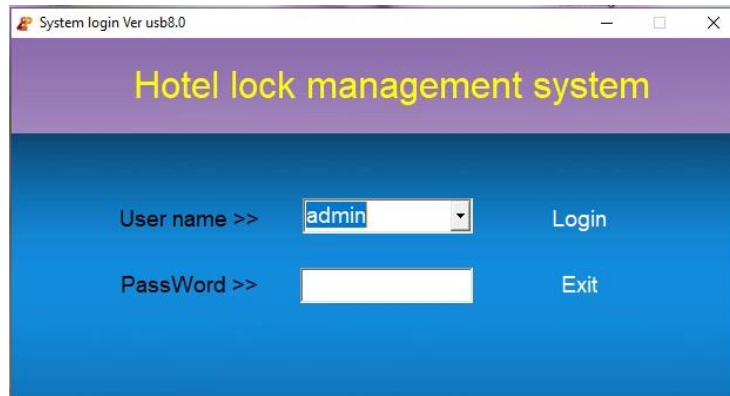 System login Ver usb8.0
Hotel lock management system
User name >> admin Login
PassWord >> Exit